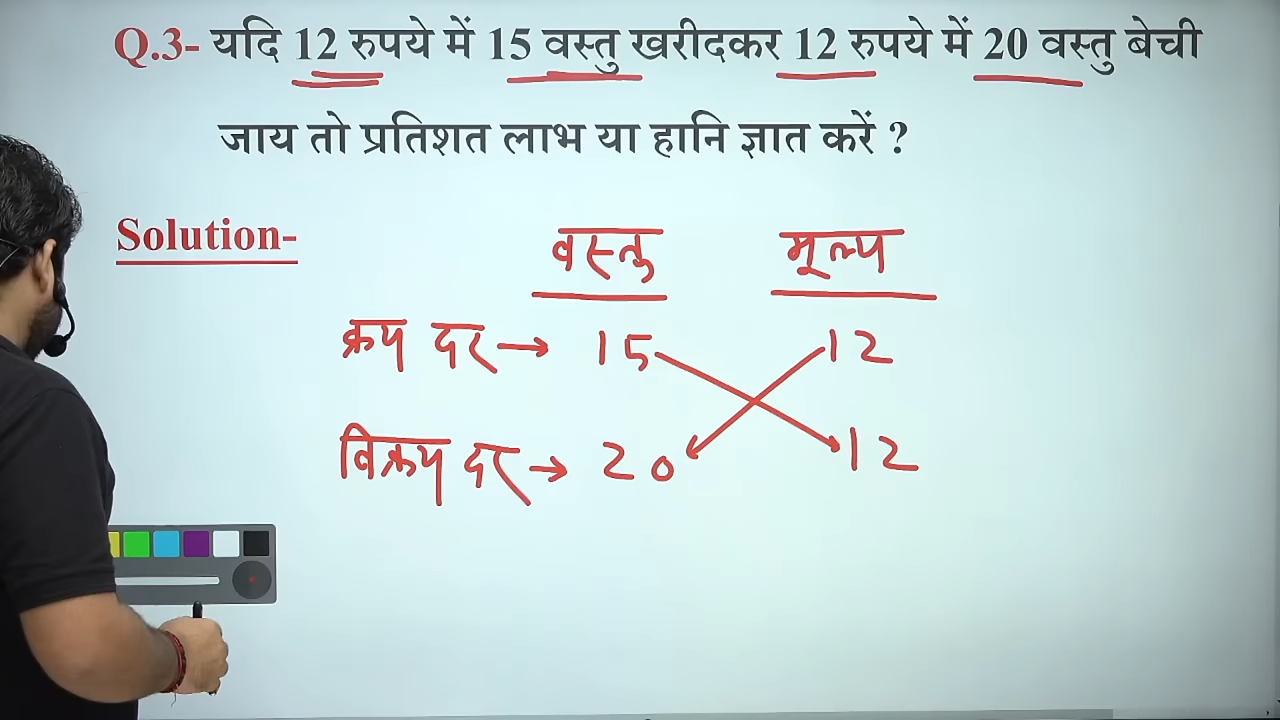 Q.3- यदि 12 रुपये में 15 वस्तु खरीदकर 12 रुपये में 20 वस्तु बेची
जाय तो प्रतिशत लाभ या हानि ज्ञात करें ?
Solution-
वस्तु मूल्य
क्रय दर → 15 12
विक्रय दर → 20 12